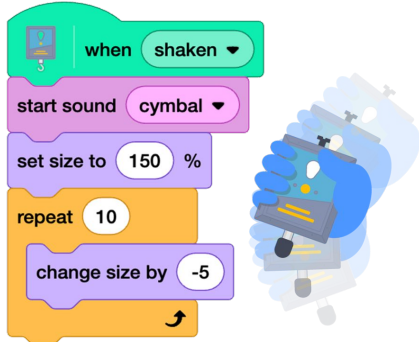 when shaken
start sound cymbal
set size to 150 %
repeat 10
change size by -5